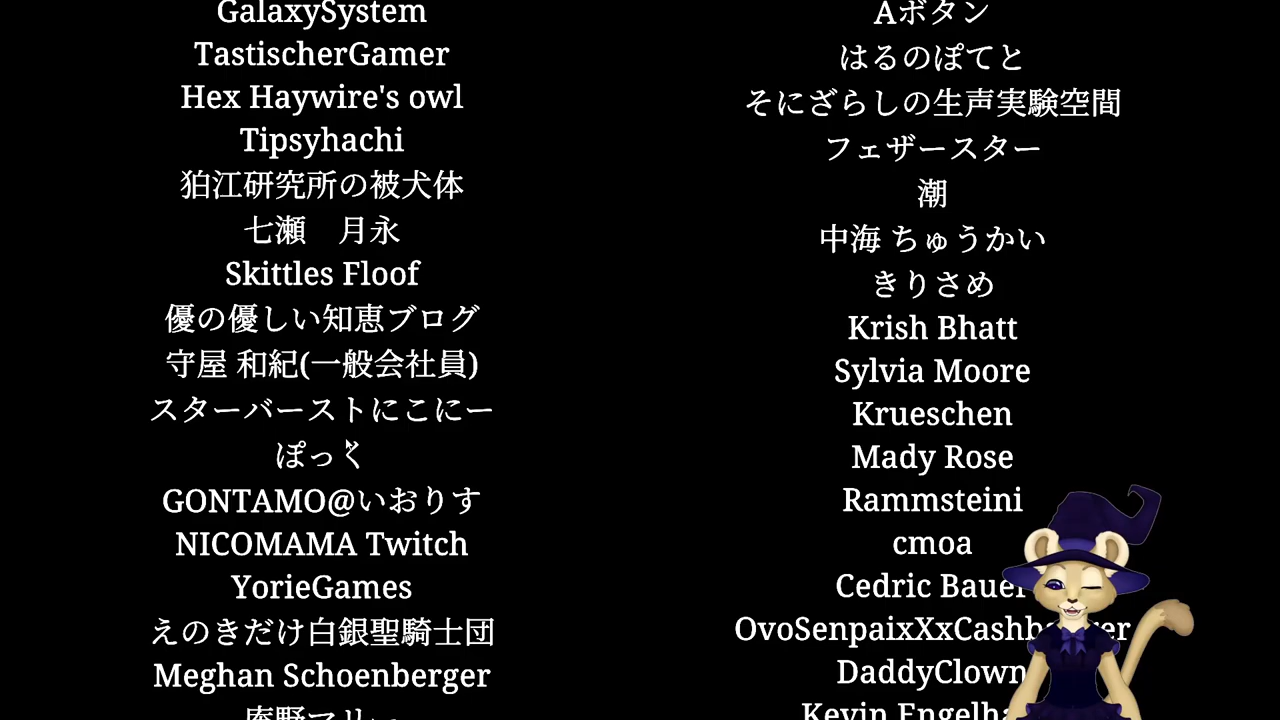 GalaxySystem
TastischerGamer
Hex Haywire's owl
Tipsyhachi
狛江研究所の被犬体
七瀬　月永
Skittles Floof
優の優しい知恵ブログ
守屋 和紀(一般会社員)
スターバーストにこにー
ぽっく
GONTAMO@いおりす
NICOMAMA Twitch
YorieGames
えのきだけ白銀聖騎士団
Meghan Schoenberger
Aボタン
はるのぽてと
そにざらしの生声実験空間
フェザースター
潮
中海 ちゅうかい
きりさめ
Krish Bhatt
Sylvia Moore
Krueschen
Mady Rose
Rammsteini
cmoa
Cedric Bauer
DaddyClown
Kevin